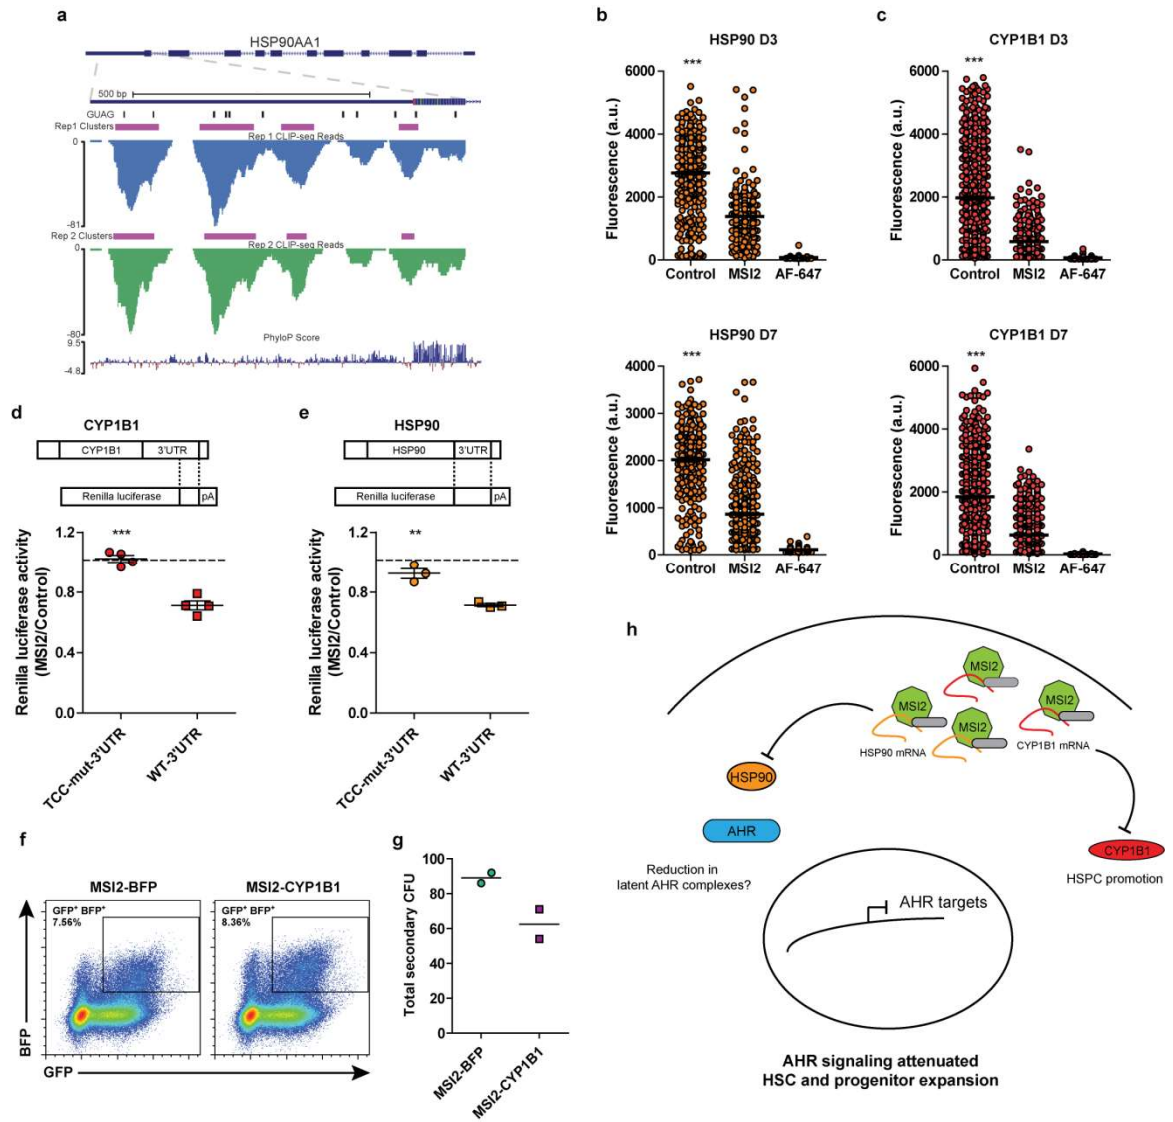 a
HSP90AA1
500 bp
GUAG
Rep1 Clusters
Rep 1 CLIP-seq Reads
0
-81
Rep 2 Clusters
Rep 2 CLIP-seq Reads
0
-80
PhyloP Score
9.5
-4.8
b
HSP90 D3
***
Fluorescence (a.u.)
6000
4000
2000
0
Control MSI2 AF-647
HSP90 D7
***
Fluorescence (a.u.)
4000
3000
2000
1000
0
Control MSI2 AF-647
c
CYP1B1 D3
***
Fluorescence (a.u.)
6000
4000
2000
0
Control MSI2 AF-647
CYP1B1 D7
***
Fluorescence (a.u.)
6000
4000
2000
0
Control MSI2 AF-647
d
CYP1B1
CYP1B1 3'UTR
Renilla luciferase pA
***
Renilla luciferase activity
(MSI2/Control)
1.2
0.8
0.4
0.0
TCC-mut-3'UTR
WT-3'UTR
e
HSP90
HSP90 3'UTR
Renilla luciferase pA
**
Renilla luciferase activity
(MSI2/Control)
1.2
0.8
0.4
0.0
TCC-mut-3'UTR
WT-3'UTR
f
MSI2-BFP
GFP+ BFP+
7.56%
MSI2-CYP1B1
GFP+ BFP+
8.36%
BFP
GFP
g
Total secondary CFU
100
80
60
40
20
0
MSI2-BFP
MSI2-CYP1B1
h
MSI2
MSI2
MSI2
MSI2
HSP90 mRNA
CYP1B1 mRNA
HSP90
AHR
Reduction in
latent AHR complexes?
CYP1B1
HSPC promotion
AHR targets
AHR signaling attenuated
HSC and progenitor expansion